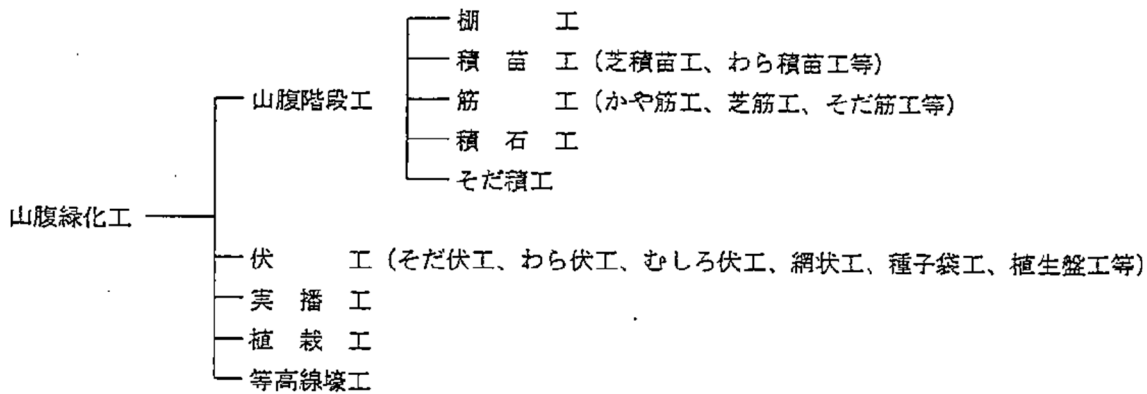 棚工
積苗工（芝積苗工、わら積苗工等）
山腹階段工
筋工（かや筋工、芝筋工、そだ筋工等）
積石工
そだ積工
山腹緑化工
伏工（そだ伏工、わら伏工、むしろ伏工、網状工、種子袋工、植生盤工等）
実播工
植栽工
等高線壕工